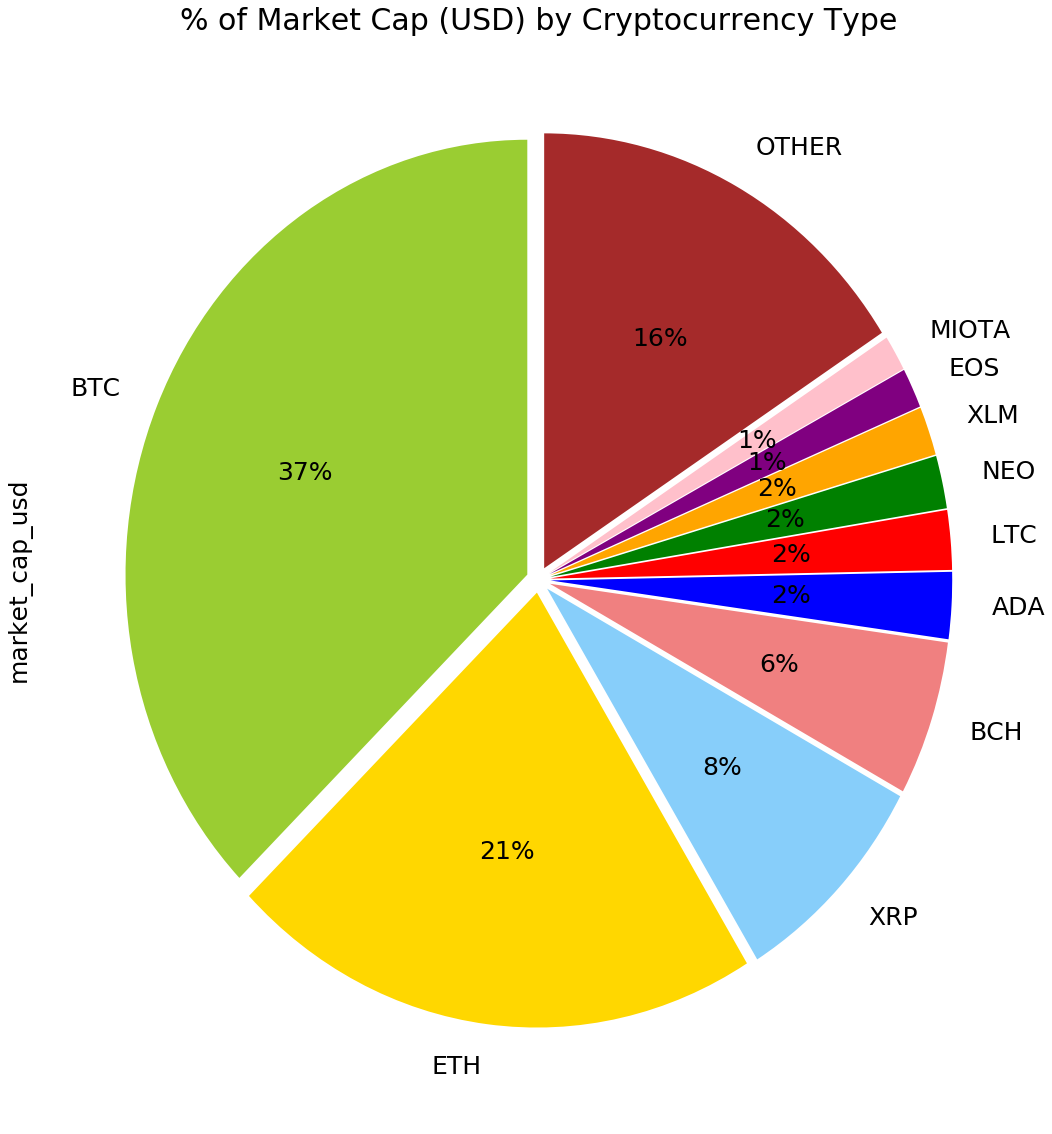 % of Market Cap (USD) by Cryptocurrency Type
OTHER
16%
MIOTA
1%
EOS
1%
XLM
2%
NEO
2%
LTC
2%
ADA
2%
BCH
6%
XRP
8%
ETH
21%
BTC
37%
market_cap_usd